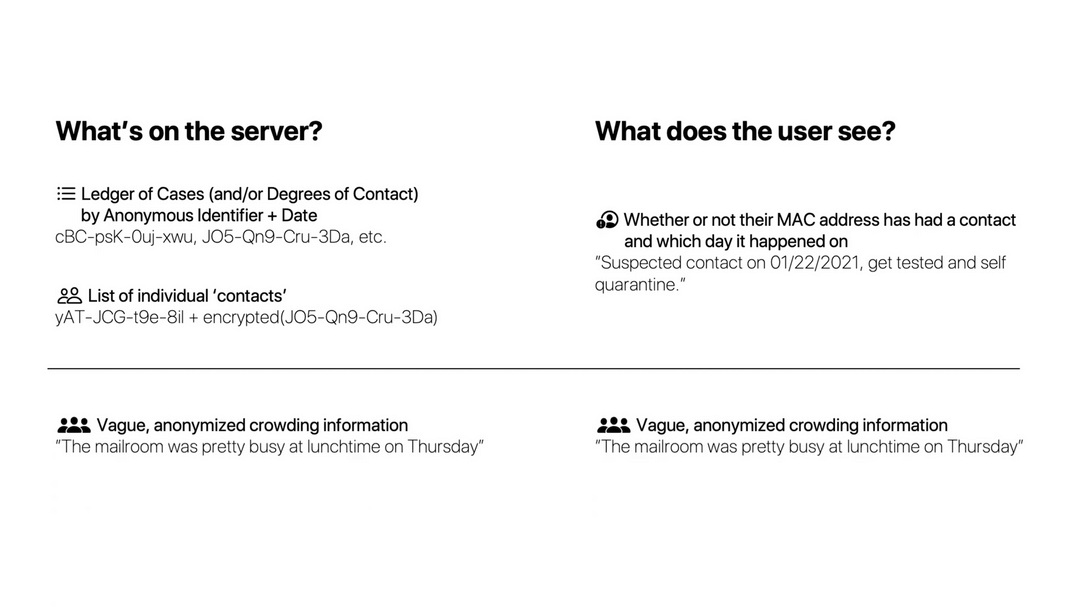 What's on the server?
Ledger of Cases (and/or Degrees of Contact)
by Anonymous Identifier + Date
cBC-psK-0uj-xwu, JO5-Qn9-Cru-3Da, etc.
List of individual ‘contacts’
yAT-JCG-t9e-8iI + encrypted(JO5-Qn9-Cru-3Da)
Vague, anonymized crowding information
"The mailroom was pretty busy at lunchtime on Thursday"
What does the user see?
Whether or not their MAC address has had a contact
and which day it happened on
"Suspected contact on 01/22/2021, get tested and self
quarantine."
Vague, anonymized crowding information
"The mailroom was pretty busy at lunchtime on Thursday"